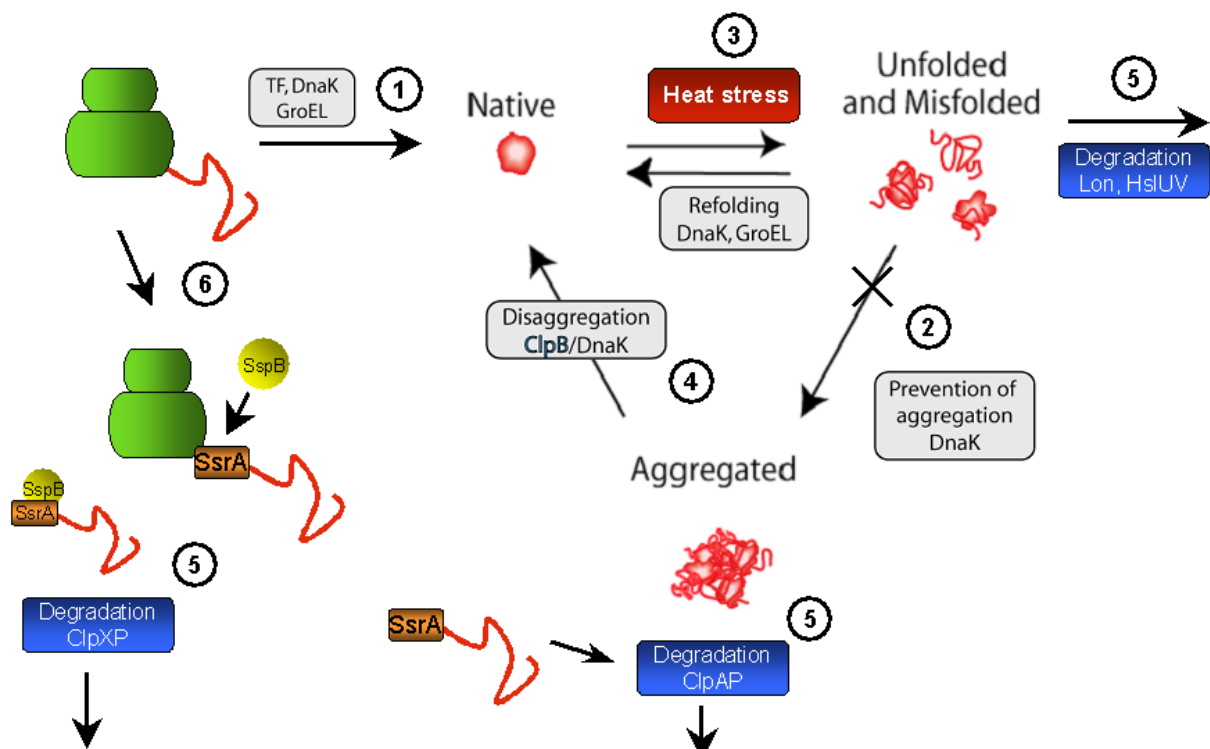 TF, DnaK
GroEL
1
Native
3
Heat stress
Unfolded
and Misfolded
5
Degradation
Lon, HslUV
Refolding
DnaK, GroEL
6
Disaggregation
ClpB/DnaK
4
2
Prevention of
aggregation
DnaK
SspB
SsrA
Aggregated
SspB
SsrA
5
Degradation
ClpXP
SsrA
5
Degradation
ClpAP